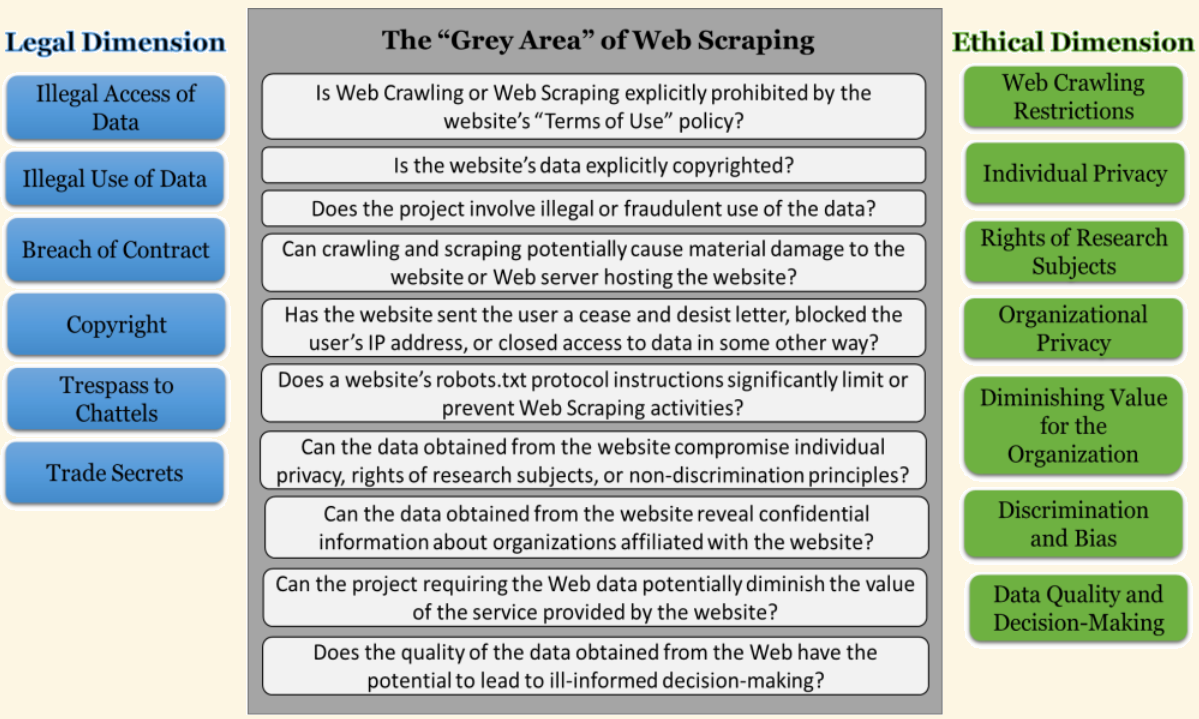 Legal Dimension
Illegal Access of
Data
Illegal Use of Data
Breach of Contract
Copyright
Trespass to
Chattels
Trade Secrets
The “Grey Area” of Web Scraping
Is Web Crawling or Web Scraping explicitly prohibited by the
website’s “Terms of Use” policy?
Is the website’s data explicitly copyrighted?
Does the project involve illegal or fraudulent use of the data?
Can crawling and scraping potentially cause material damage to the
website or Web server hosting the website?
Has the website sent the user a cease and desist letter, blocked the
user’s IP address, or closed access to data in some other way?
Does a website’s robots.txt protocol instructions significantly limit or
prevent Web Scraping activities?
Can the data obtained from the website compromise individual
privacy, rights of research subjects, or non-discrimination principles?
Can the data obtained from the website reveal confidential
information about organizations affiliated with the website?
Can the project requiring the Web data potentially diminish the value
of the service provided by the website?
Does the quality of the data obtained from the Web have the
potential to lead to ill-informed decision-making?
Ethical Dimension
Web Crawling
Restrictions
Individual Privacy
Rights of Research
Subjects
Organizational
Privacy
Diminishing Value
for the
Organization
Discrimination
and Bias
Data Quality and
Decision-Making